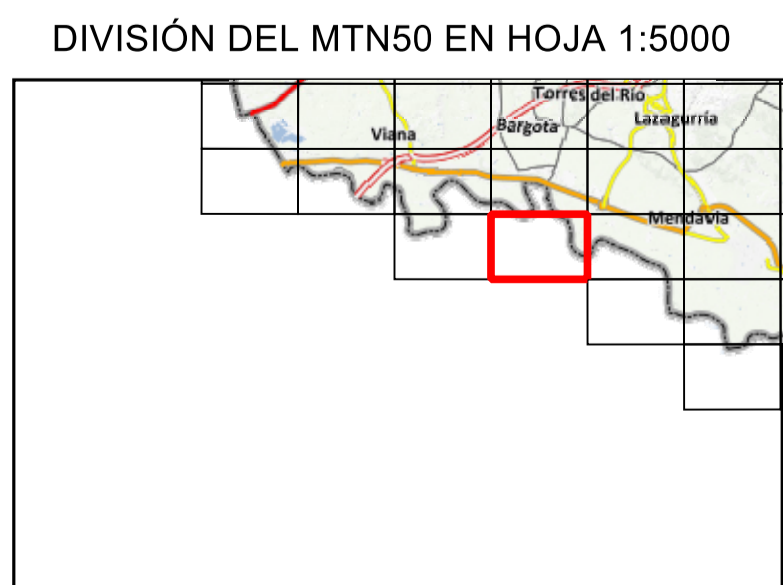 DIVISIÓN DEL MTN50 EN HOJA 1:5000
Torres del Río
Lazagurría
Bargota
Viana
Mendavia